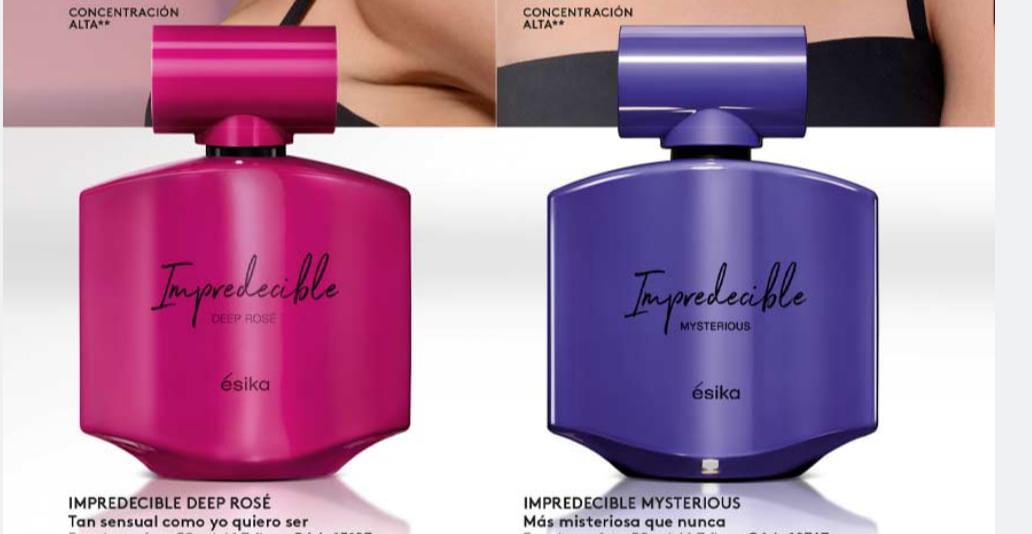 CONCENTRACIÓN
ALTA**
CONCENTRACIÓN
ALTA**
Impredecible
DEEP ROSÉ
ésika
Impredecible
MYSTERIOUS
ésika
IMPREDECIBLE DEEP ROSÉ
Tan sensual como yo quiero ser
IMPREDECIBLE MYSTERIOUS
Más misteriosa que nunca